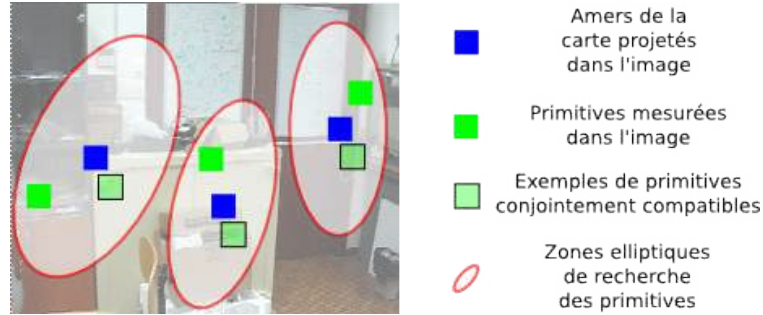 Amers de la
carte projetés
dans l'image
Primitives mesurées
dans l'image
Exemples de primitives
conjointement compatibles
Zones elliptiques
de recherche
des primitives